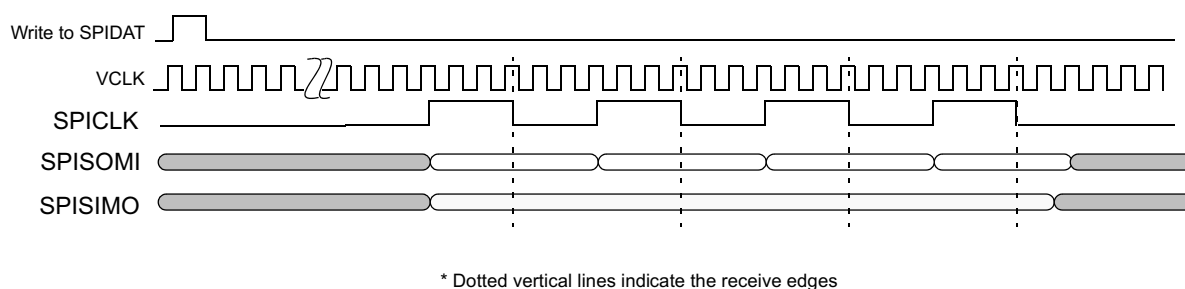 Write to SPIDAT
VCLK
SPICLK
SPISOMI
SPISIMO
* Dotted vertical lines indicate the receive edges